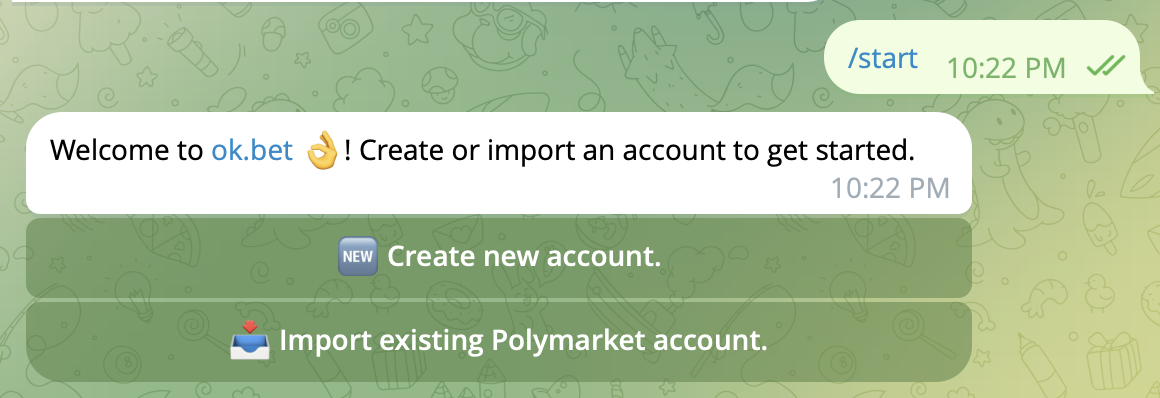 /start 10:22 PM
Welcome to ok.bet 👌! Create or import an account to get started.
10:22 PM
🆕 Create new account.
📥 Import existing Polymarket account.